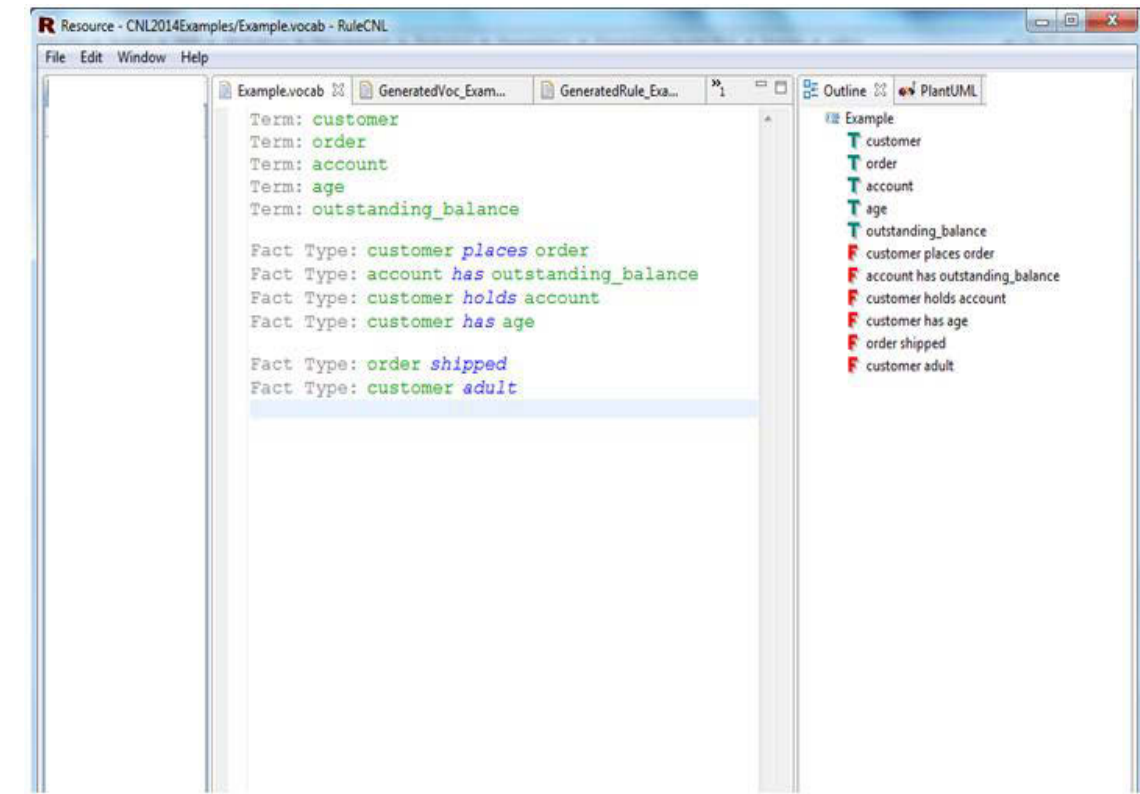 Resource - CNL2014Examples/Example.vocab - RuleCNL
File Edit Window Help
Example.vocab GeneratedVoc_Exam... GeneratedRule_Exa... »1
Term: customer
Term: order
Term: account
Term: age
Term: outstanding_balance
Fact Type: customer places order
Fact Type: account has outstanding_balance
Fact Type: customer holds account
Fact Type: customer has age
Fact Type: order shipped
Fact Type: customer adult
Outline PlantUML
Example
T customer
T order
T account
T age
T outstanding_balance
F customer places order
F account has outstanding_balance
F customer holds account
F customer has age
F order shipped
F customer adult